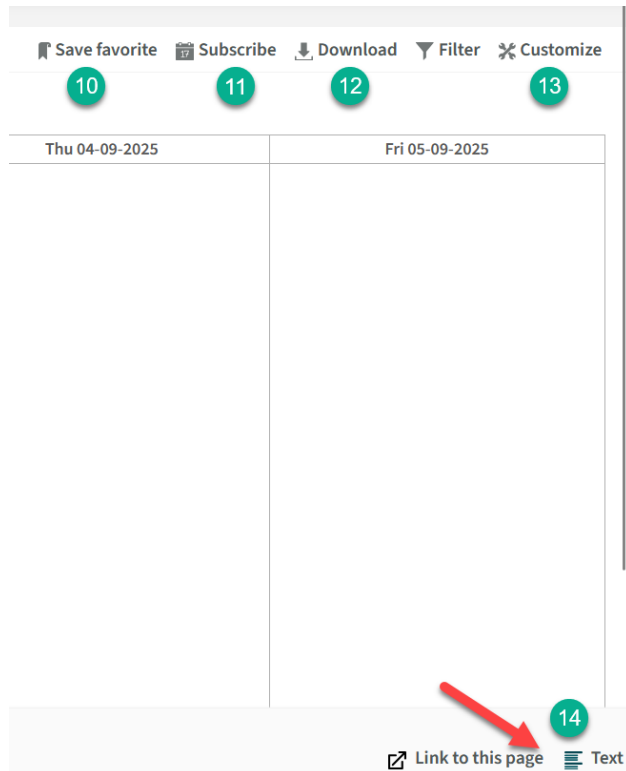 Save favorite 17 Subscribe Download Filter Customize
10 11 12 13
Thu 04-09-2025 Fri 05-09-2025
14
Link to this page Text